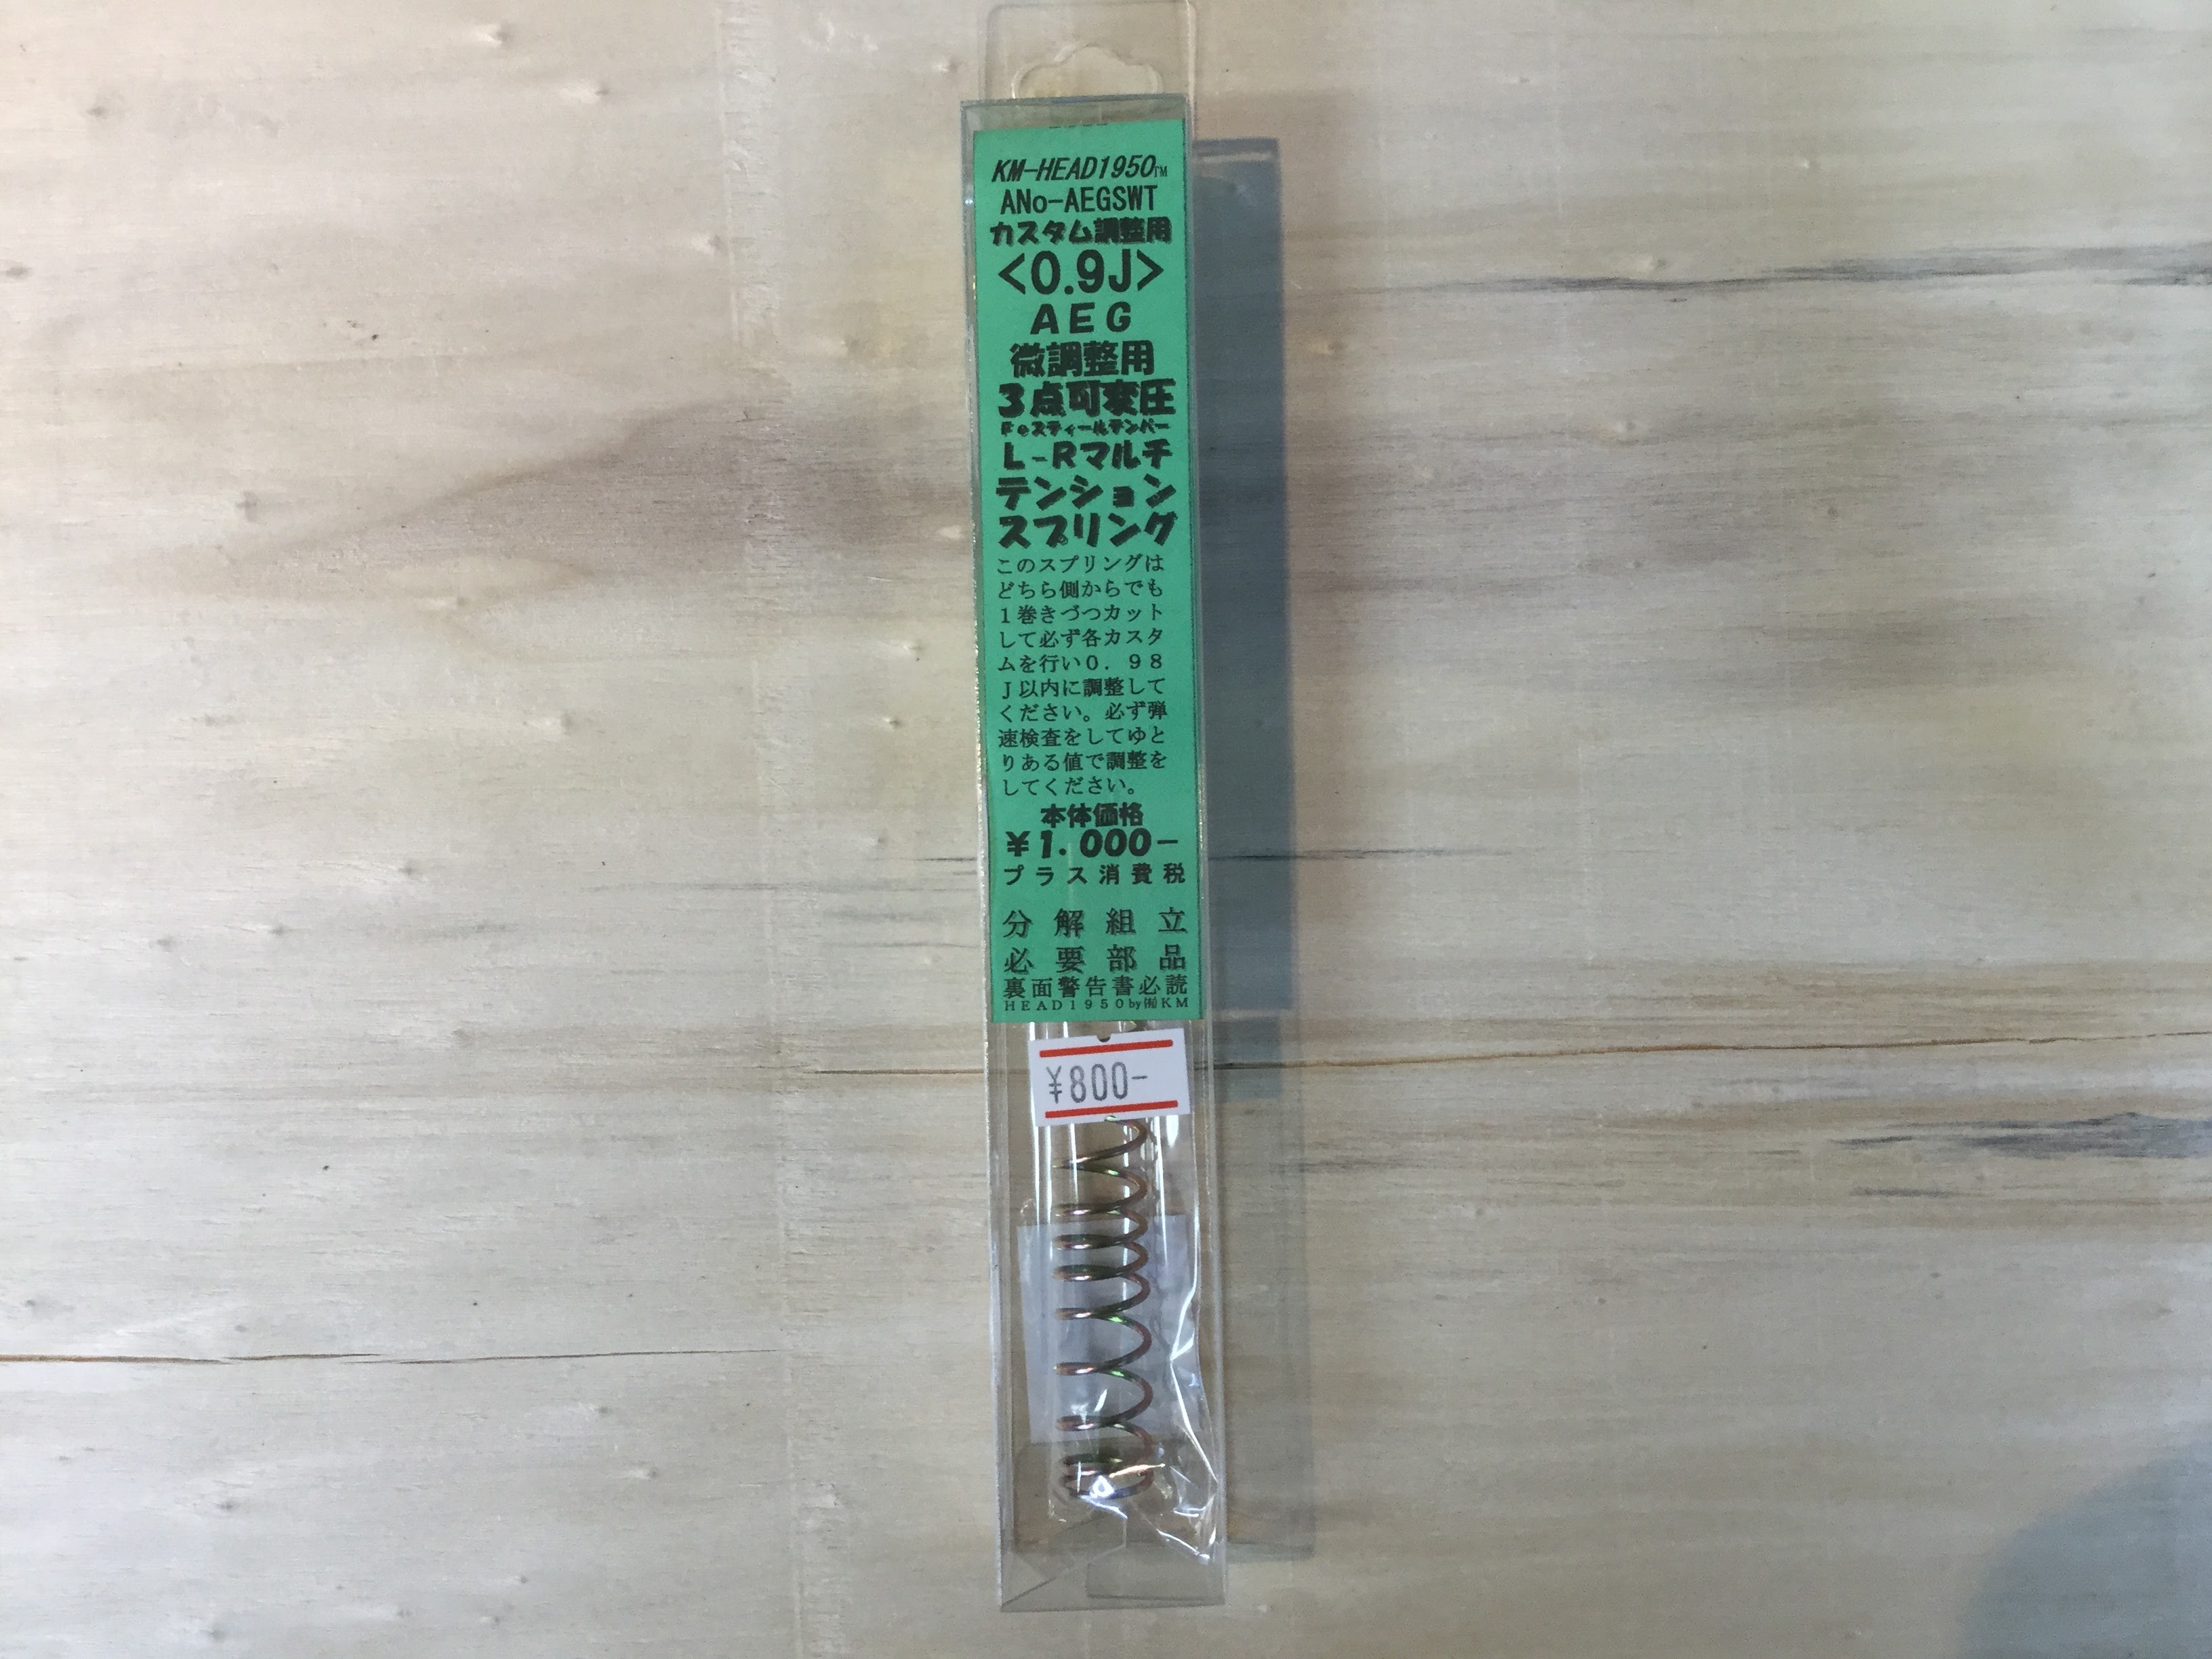 KM-HEAD1950TM
ANo-AEGSWT
カスタム調整用
<0.9J>
AEG
微調整用
3点可変圧
Feスティールテンパー
L-Rマルチ
テンション
スプリング
このスプリングは
どちら側からでも
1巻きづつカット
して必ず各カスタ
ムを行い0.98
J以内に調整して
ください。必ず弾
速検査をしてゆと
りある値で調整を
してください。
本体価格
¥1.000-
プラス消費税
分解組立
必要部品
裏面警告書必読
HEAD1950by㈲KM
¥800-